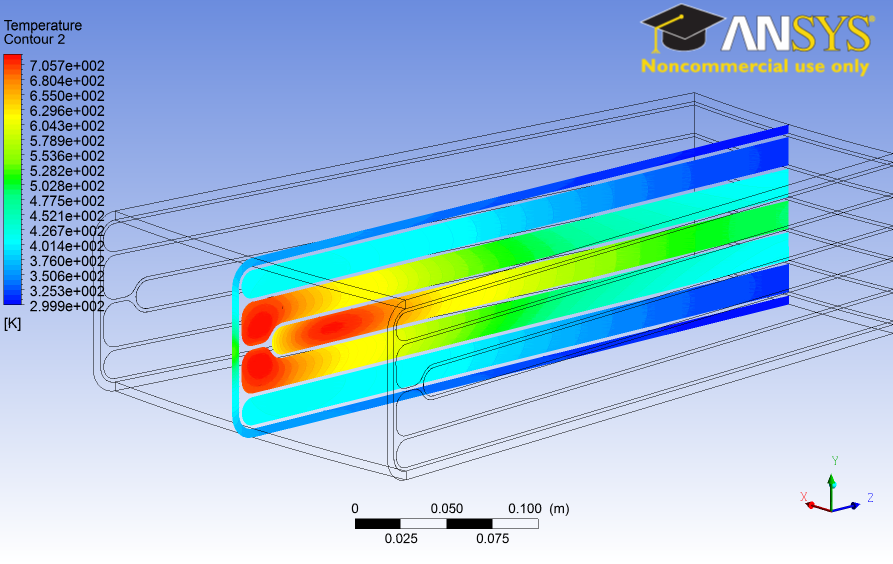 Temperature
Contour 2
ANSYS
Noncommercial use only
7.057e+002
6.804e+002
6.550e+002
6.296e+002
6.043e+002
5.789e+002
5.536e+002
5.282e+002
5.028e+002
4.775e+002
4.521e+002
4.267e+002
4.014e+002
3.760e+002
3.506e+002
3.253e+002
2.999e+002
[K]
Y
X
Z
0 0.050 0.100 (m)
0.025 0.075